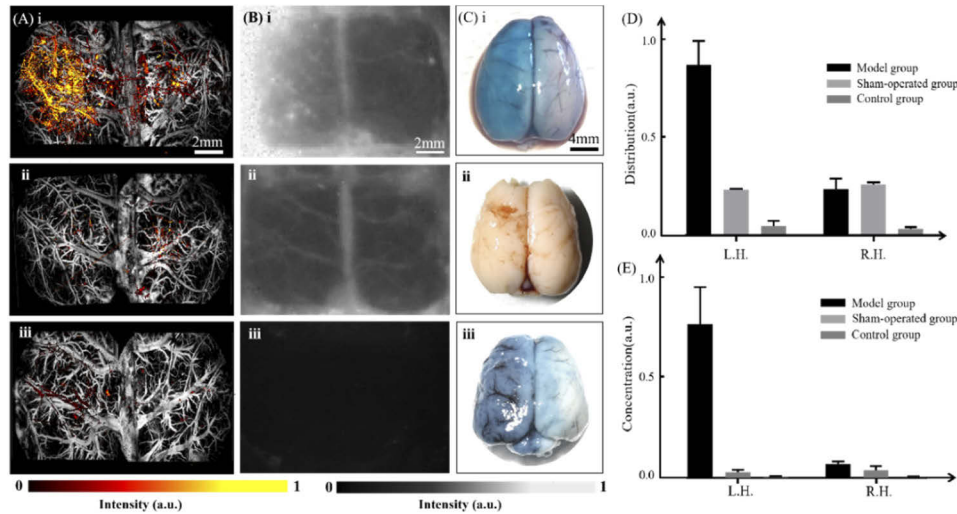 (A) i
2mm
ii
iii
0
1
Intensity (a.u.)
(B) i
2mm
ii
iii
0
1
Intensity (a.u.)
(C) i
4mm
ii
iii
(D)
Distribution(a.u.)
1.0
0.5
0.0
Model group
Sham-operated group
Control group
L.H.
R.H.
(E)
Concentration(a.u.)
1.0
0.5
0.0
Model group
Sham-operated group
Control group
L.H.
R.H.